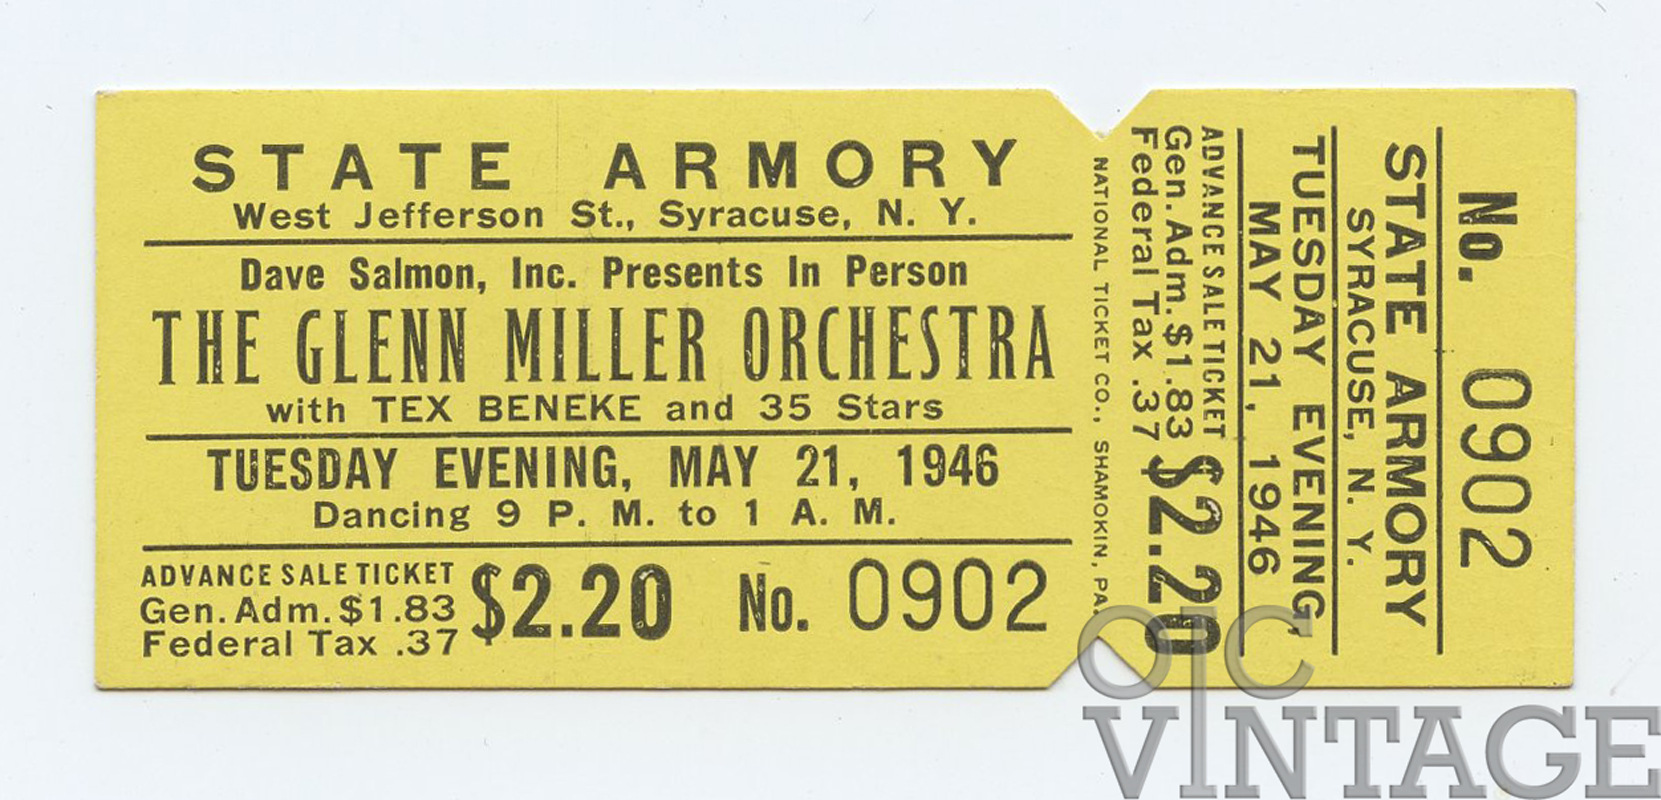 STATE ARMORY
West Jefferson St., Syracuse, N. Y.
Dave Salmon, Inc. Presents In Person
THE GLENN MILLER ORCHESTRA
with TEX BENEKE and 35 Stars
TUESDAY EVENING, MAY 21, 1946
Dancing 9 P. M. to 1 A. M.
ADVANCE SALE TICKET
Gen. Adm. $1.83
Federal Tax .37
$2.20
No. 0902
NATIONAL TICKET CO., SHAMOKIN, PA.
No. 0902
STATE ARMORY
SYRACUSE, N. Y.
TUESDAY EVENING,
MAY 21, 1946
ADVANCE SALE TICKET
Gen. Adm. $1.83
Federal Tax .37
$2.20
OJC
VINTAGE